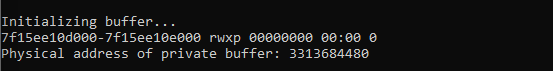 Initializing buffer...
7f15ee10d000-7f15ee10e000 rwxp 00000000 00:00 0
Physical address of private buffer: 3313684480